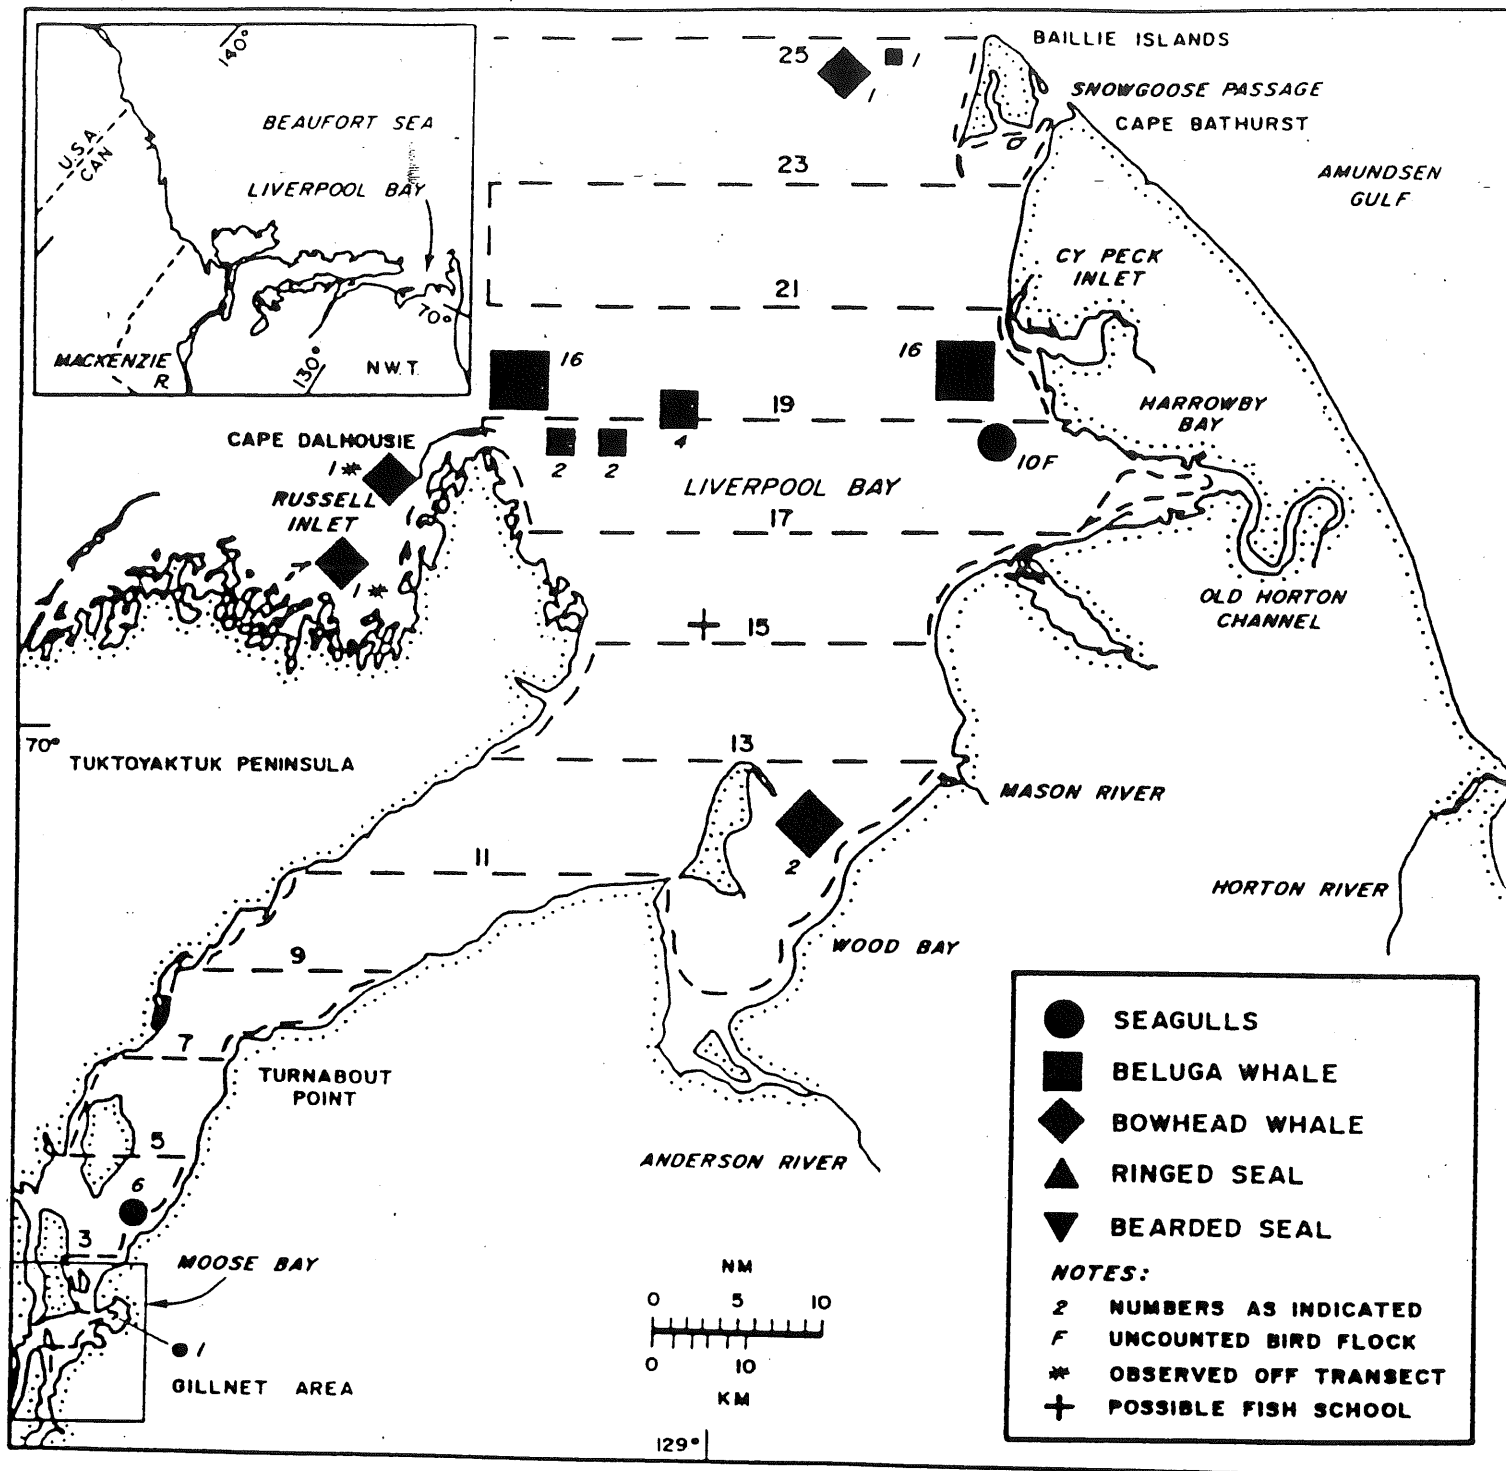 140°
BEAUFORT SEA
U.S.A.
CAN
LIVERPOOL BAY
70°
MACKENZIE
R.
130°
N.W.T.
25
1
1
BAILLIE ISLANDS
SNOWGOOSE PASSAGE
CAPE BATHURST
23
AMUNDSEN
GULF
CY PECK
INLET
21
16
16
19
4
HARROWBY
BAY
CAPE DALHOUSIE
1*
2
2
10F
RUSSELL
INLET
LIVERPOOL BAY
17
1*
OLD HORTON
CHANNEL
15
70°
TUKTOYAKTUK PENINSULA
13
MASON RIVER
11
2
HORTON RIVER
WOOD BAY
9
7
TURNABOUT
POINT
5
ANDERSON RIVER
6
3
MOOSE BAY
1
GILLNET AREA
NM
0 5 10
0 10
KM
129°
SEAGULLS
BELUGA WHALE
BOWHEAD WHALE
RINGED SEAL
BEARDED SEAL
NOTES:
2 NUMBERS AS INDICATED
F UNCOUNTED BIRD FLOCK
* OBSERVED OFF TRANSECT
+ POSSIBLE FISH SCHOOL